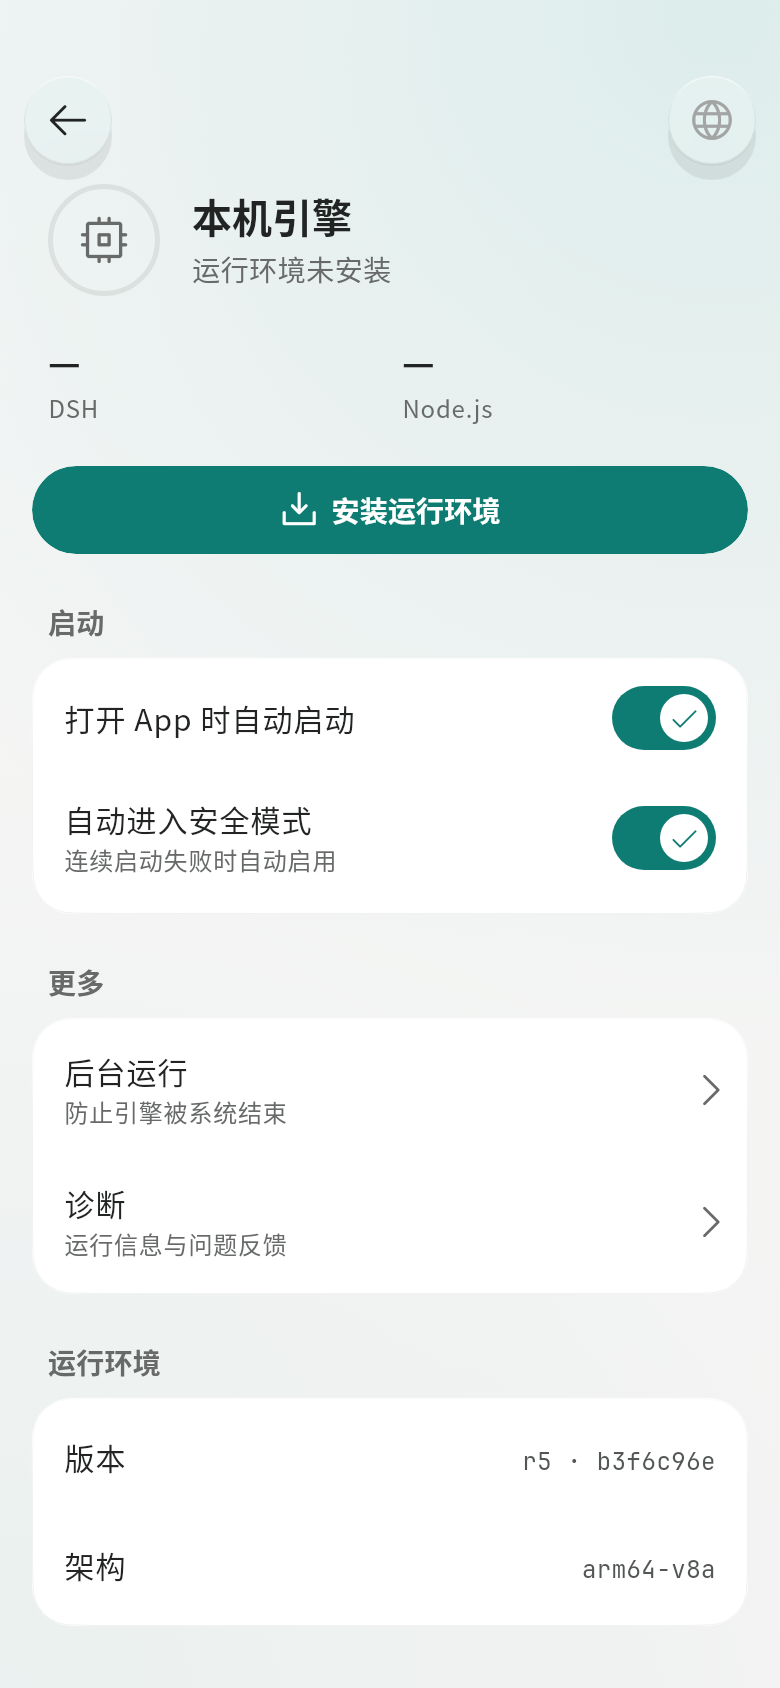 本机引擎
运行环境未安装
— —
DSH Node.js
安装运行环境
启动
打开 App 时自动启动
自动进入安全模式
连续启动失败时自动启用
更多
后台运行
防止引擎被系统结束
诊断
运行信息与问题反馈
运行环境
版本 r5 · b3f6c96e
架构 arm64-v8a